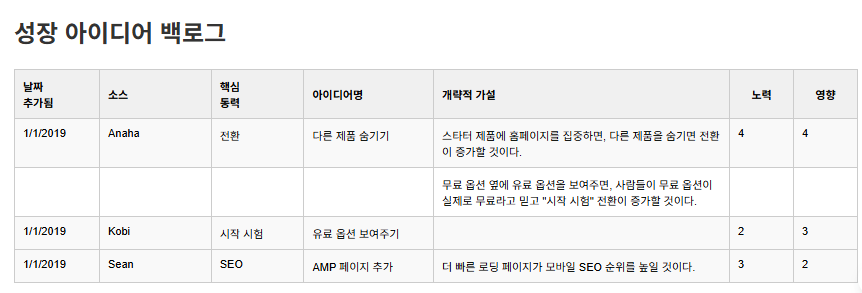 성장 아이디어 백로그
날짜 추가됨 소스 핵심 동력 아이디어명 개략적 가설 노력 영향
1/1/2019 Anaha 전환 다른 제품 숨기기 스타터 제품에 홈페이지를 집중하면, 다른 제품을 숨기면 전환
이 증가할 것이다. 4 4
무료 옵션 옆에 유료 옵션을 보여주면, 사람들이 무료 옵션이
실제로 무료라고 믿고 "시작 시험" 전환이 증가할 것이다.
1/1/2019 Kobi 시작 시험 유료 옵션 보여주기 2 3
1/1/2019 Sean SEO AMP 페이지 추가 더 빠른 로딩 페이지가 모바일 SEO 순위를 높일 것이다. 3 2